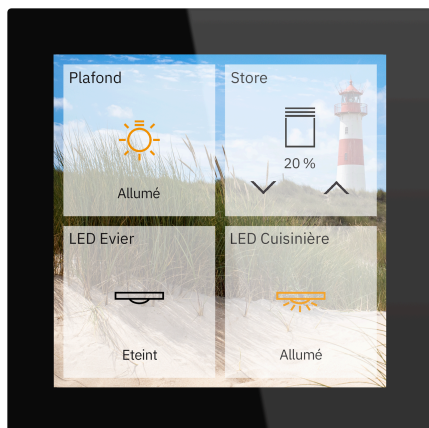 Plafond
Store
20 %
Allumé
LED Evier
LED Cuisinière
Eteint
Allumé